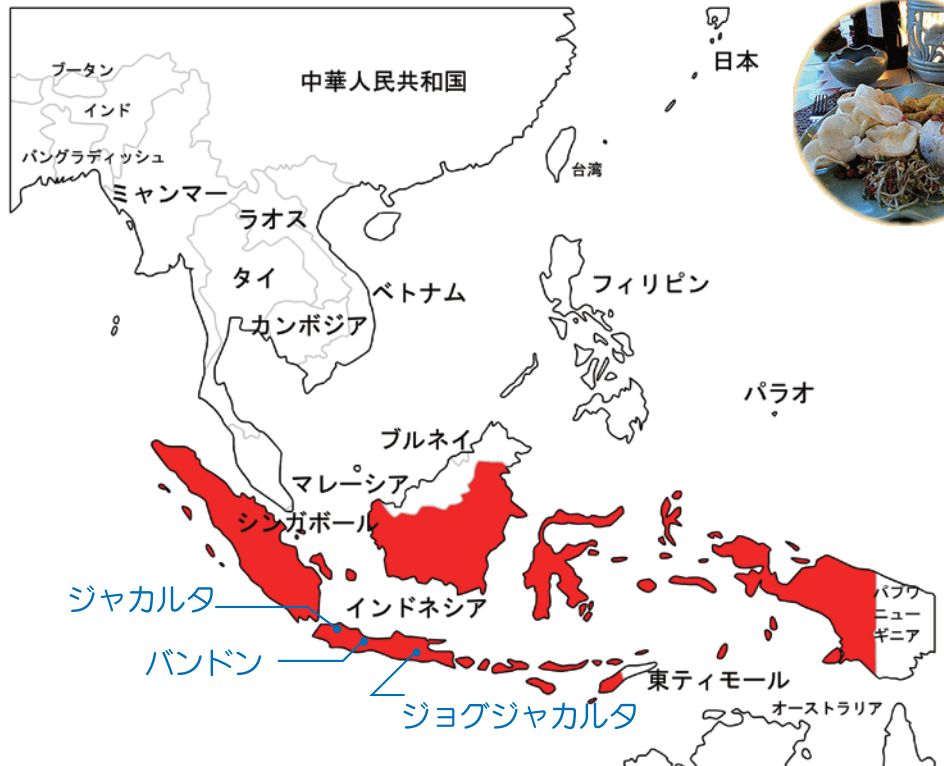 日本
ブータン
中華人民共和国
インド
バングラディッシュ
台湾
ミャンマー
ラオス
タイ
ベトナム
フィリピン
カンボジア
パラオ
ブルネイ
マレーシア
シンガポール
ジャカルタ
インドネシア
パプワ
ニュー
ギニア
バンドン
東ティモール
オーストラリア
ジョグジャカルタ